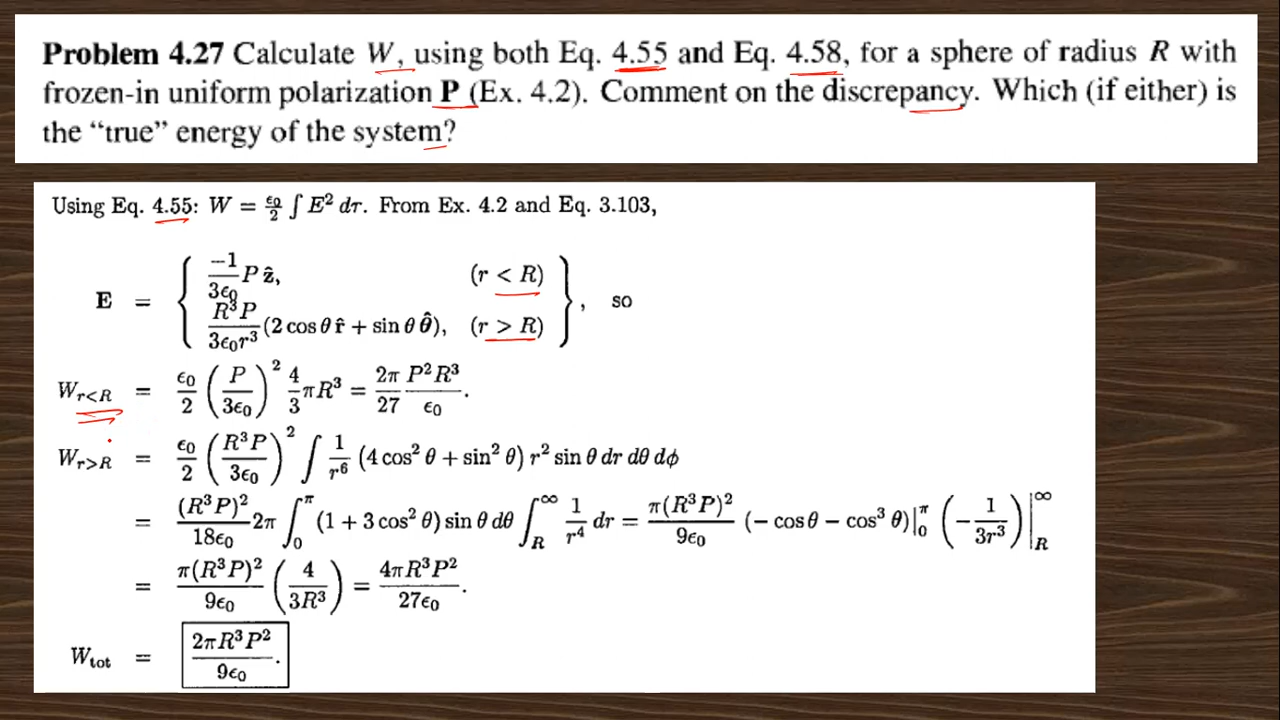 Problem 4.27 Calculate W, using both Eq. 4.55 and Eq. 4.58, for a sphere of radius R with
frozen-in uniform polarization P (Ex. 4.2). Comment on the discrepancy. Which (if either) is
the “true” energy of the system?
Using Eq. 4.55: W = ε₀/2 ∫ E² dτ. From Ex. 4.2 and Eq. 3.103,
E = { −1/3ε₀ P ẑ, (r < R)
R³P/3ε₀r³ (2 cos θ r̂ + sin θ θ̂), (r > R) }, so
W_{r<R} = ε₀/2 (P/3ε₀)² 4/3 πR³ = 2π/27 P²R³/ε₀.
W_{r>R} = ε₀/2 (R³P/3ε₀)² ∫ 1/r⁶ (4 cos² θ + sin² θ) r² sin θ dr dθ dϕ
= (R³P)²/18ε₀ 2π ∫₀^π (1 + 3 cos² θ) sin θ dθ ∫_R^∞ 1/r⁴ dr = π(R³P)²/9ε₀ (− cos θ − cos³ θ)|₀^π (−1/3r³)|_R^∞
= π(R³P)²/9ε₀ (4/3R³) = 4πR³P²/27ε₀.
W_tot = 2πR³P²/9ε₀.